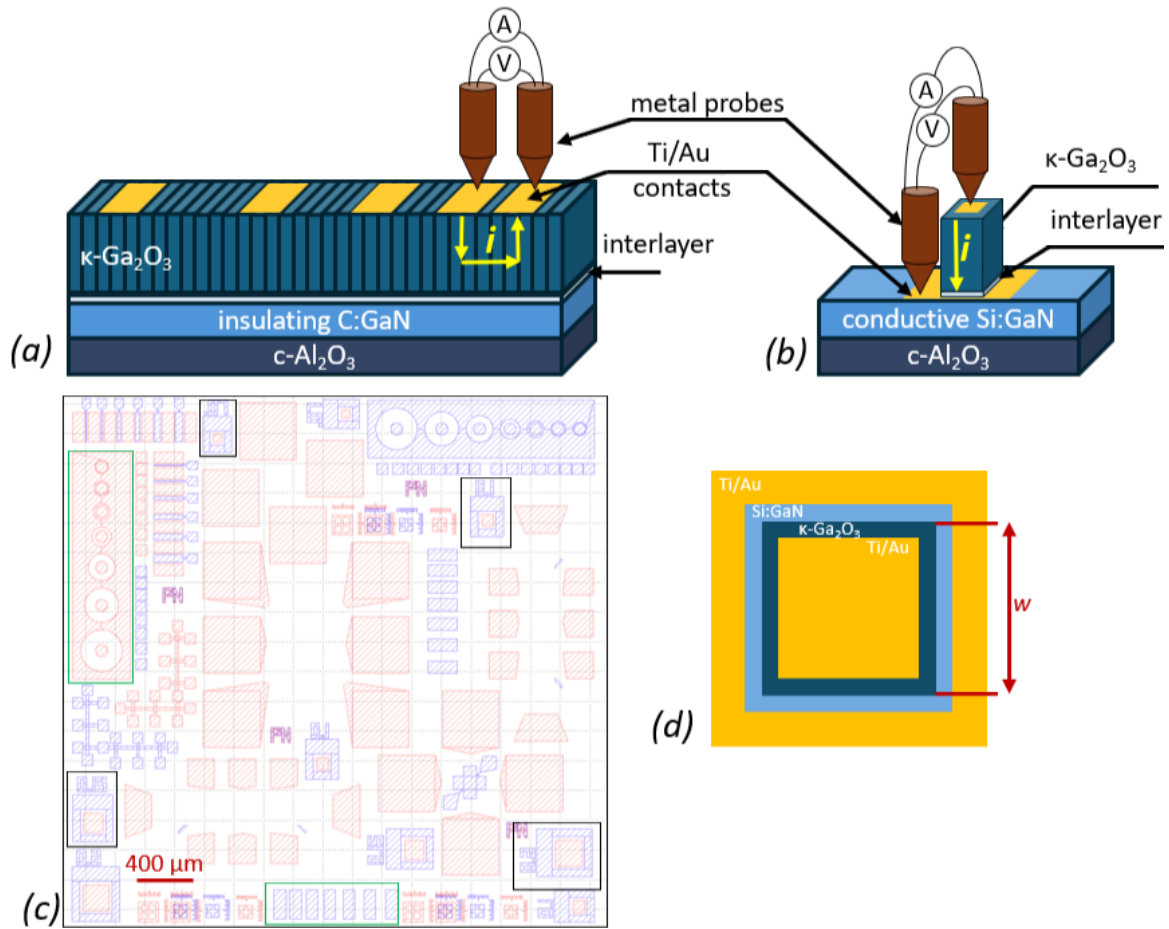 A
V
metal probes
Ti/Au
contacts
κ-Ga₂O₃
interlayer
i
insulating C:GaN
c-Al₂O₃
(a)
A
V
κ-Ga₂O₃
interlayer
i
conductive Si:GaN
c-Al₂O₃
(b)
PN
PN
PN
PN
400 μm
(c)
Ti/Au
Si:GaN
κ-Ga₂O₃
Ti/Au
w
(d)